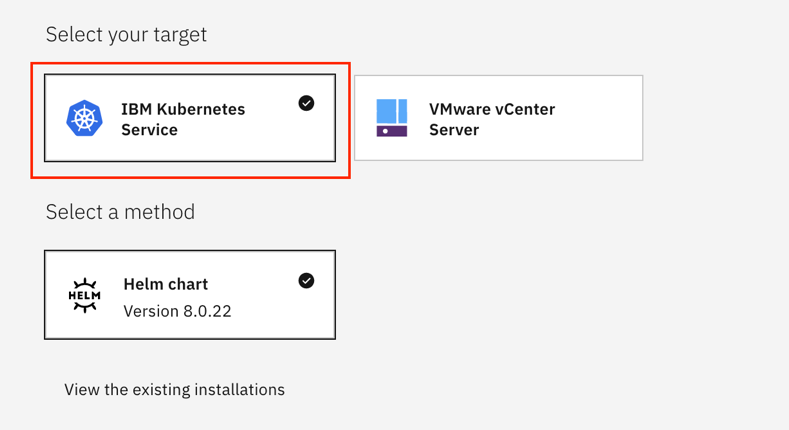 Select your target
IBM Kubernetes
Service
VMware vCenter
Server
Select a method
HELM
Helm chart
Version 8.0.22
View the existing installations